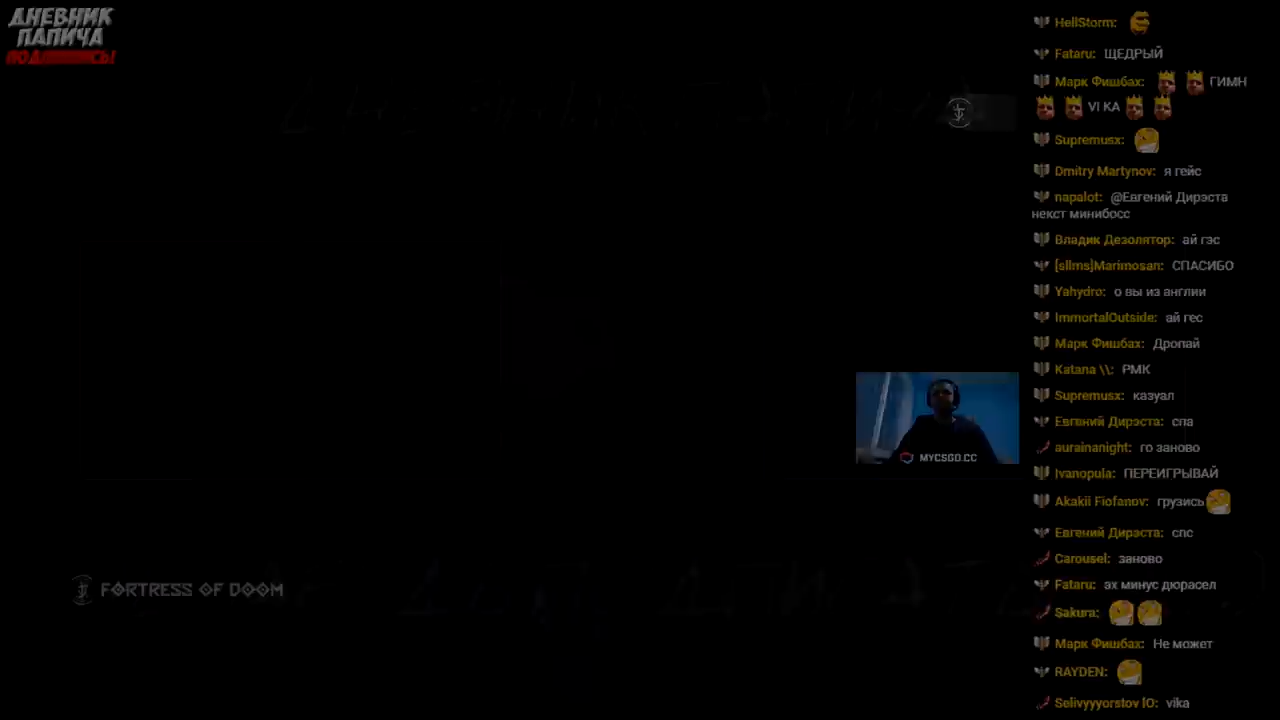 ДНЕВНИК
ПАПИЧА
ПОДПИШИСЬ!
HellStorm:
Fataru: ЩЕДРЫЙ
Марк Фишбах: ГИМН
VI KA
Supremusx:
Dmitry Martynov: я гейс
napalot: @Евгений Дирэста
некст минибосс
Владик Дезолятор: ай гэс
[sllms]Marimosan: СПАСИБО
Yahydro: о вы из англии
ImmortalOutside: ай гес
Марк Фишбах: Дропай
Katana \\: РМК
Supremusx: казуал
Евгений Дирэста: спа
aurainanight: го заново
Ivanopula: ПЕРЕИГРЫВАЙ
Akakii Fiofanov: грузись
Евгений Дирэста: спс
Carousel: заново
Fataru: эх минус дюрасел
Sakura:
Марк Фишбах: Не может
RAYDEN:
Selivyyyorstov IO: vika
MYCSGO.CC
FORTRESS OF DOOM